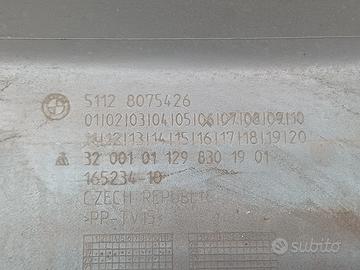 5112 8075426
01|02|03|04|05|06|07|08|09|10
11|12|13|14|15|16|17|18|19|20
32 001 01 129 830 19 01
165234-10
CZECH REPUBLIC
>PP-TV15<
subito